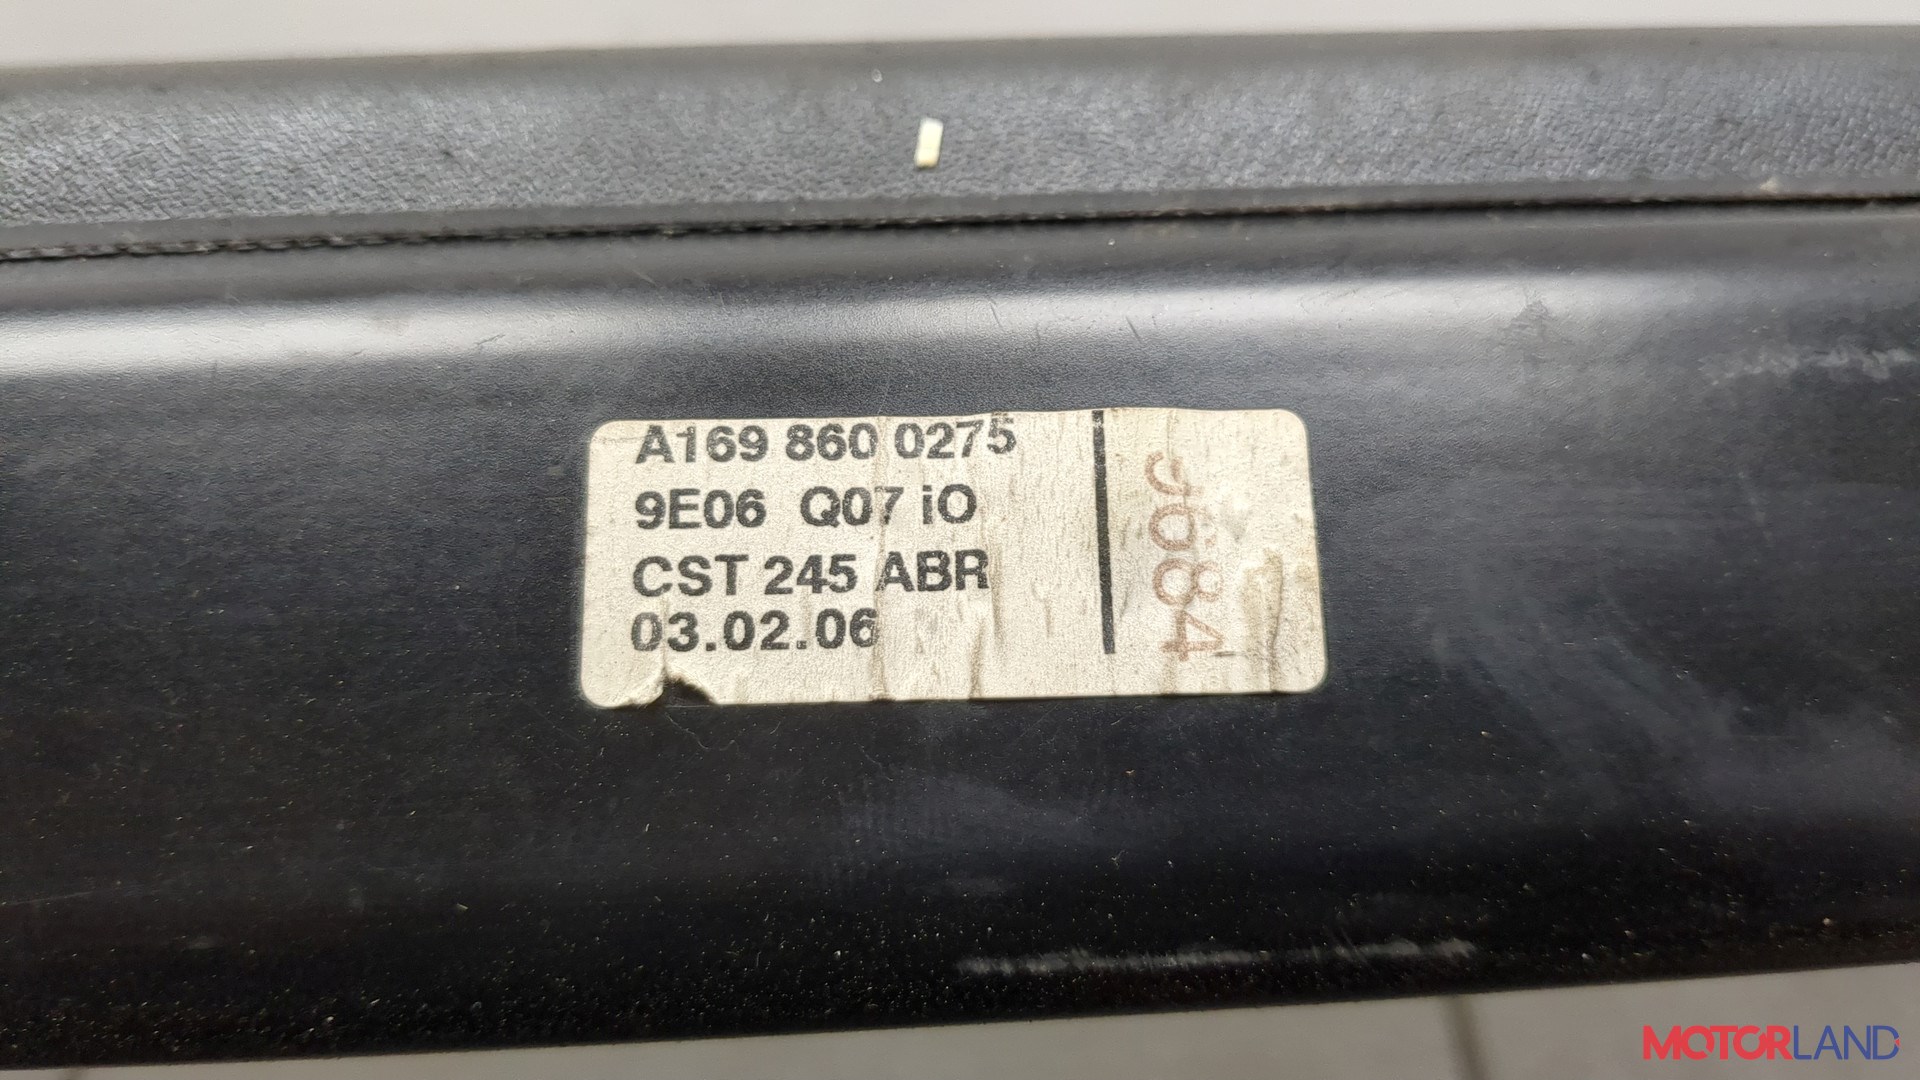 A169 860 0275
9E06 Q07 iO
CST 245 ABR
03.02.06
MOTORLAND